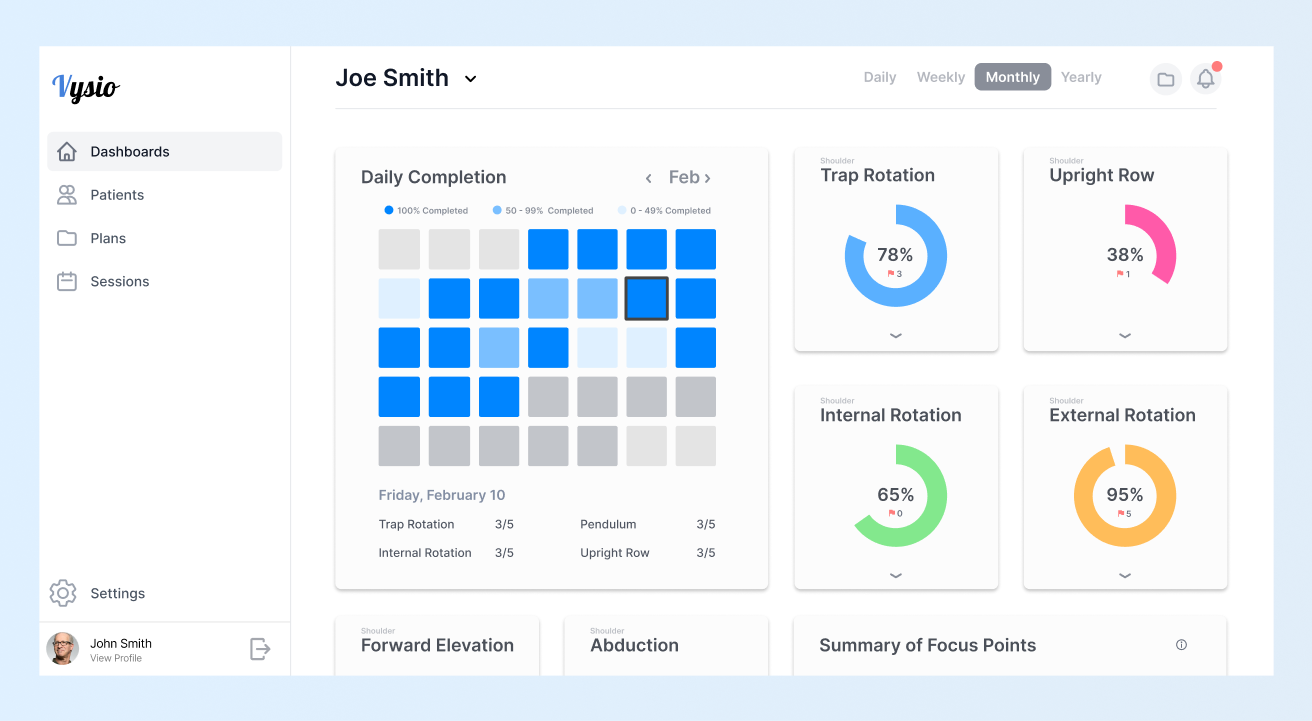 Vysio
Dashboards
Patients
Plans
Sessions
Settings
John Smith
View Profile
Joe Smith
Daily Weekly Monthly Yearly
Daily Completion
Feb
100% Completed 50 - 99% Completed 0 - 49% Completed
Friday, February 10
Trap Rotation 3/5 Pendulum 3/5
Internal Rotation 3/5 Upright Row 3/5
Shoulder
Trap Rotation
78%
3
Shoulder
Upright Row
38%
1
Shoulder
Internal Rotation
65%
0
Shoulder
External Rotation
95%
5
Shoulder
Forward Elevation
Shoulder
Abduction
Summary of Focus Points